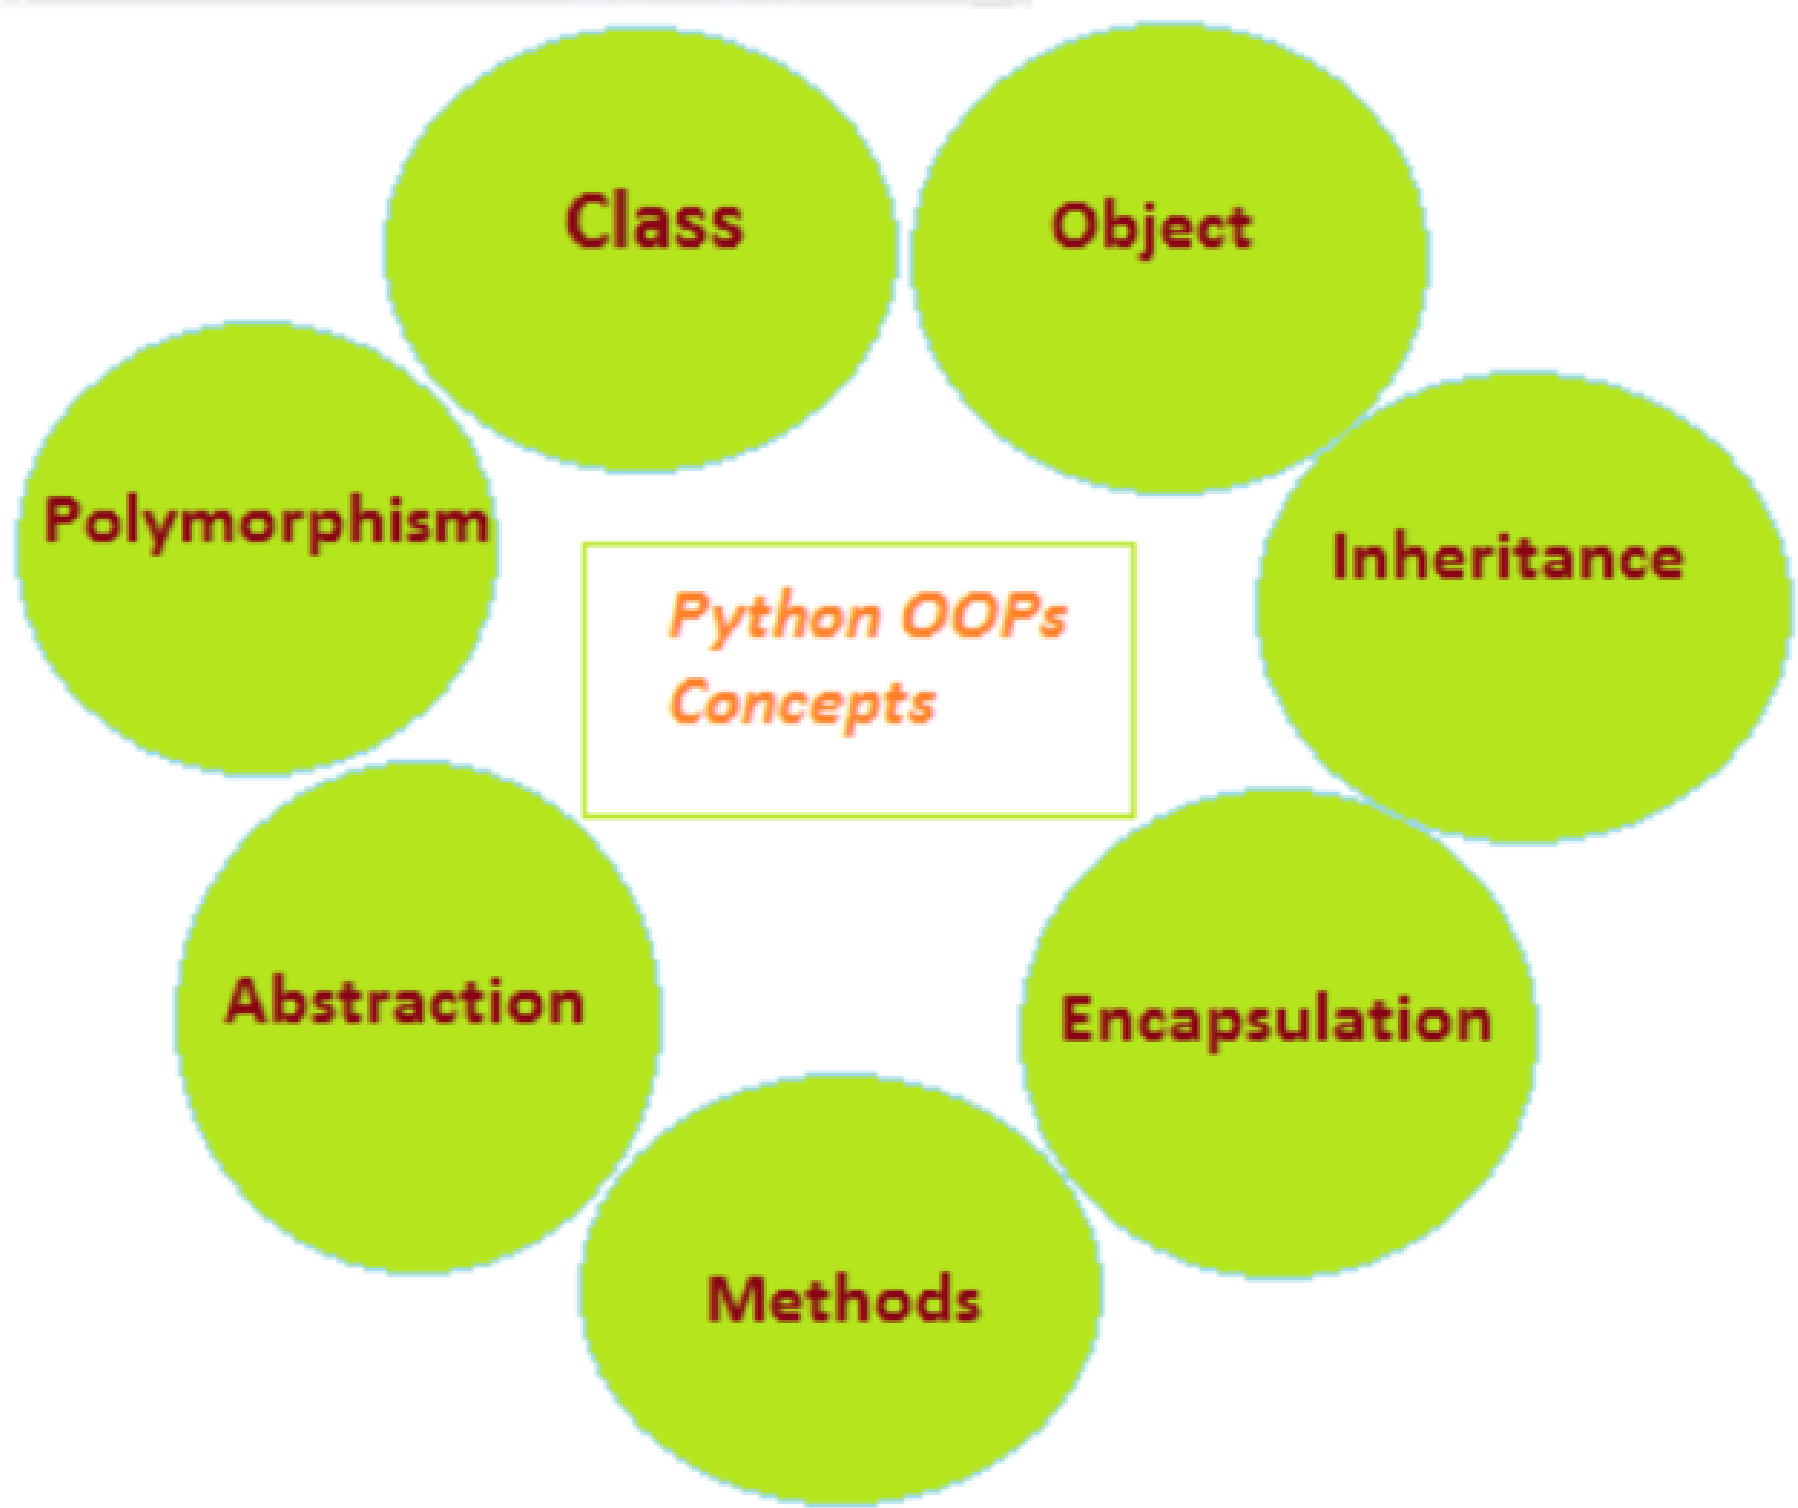 Class
Object
Polymorphism
Inheritance
Python OOPs
Concepts
Abstraction
Encapsulation
Methods